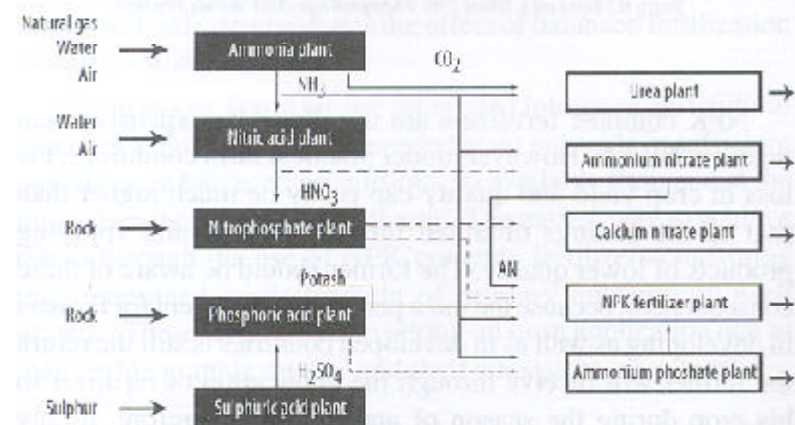 Natural gas
Water
Air
Ammonia plant
CO2
NH3
Urea plant
Water
Air
Nitric acid plant
Ammonium nitrate plant
HNO3
Rock
Nitrophosphate plant
Calcium nitrate plant
AN
Potash
NPK fertilizer plant
Rock
Phosphoric acid plant
H2SO4
Ammonium phoshate plant
Sulphur
Sulphuric acid plant